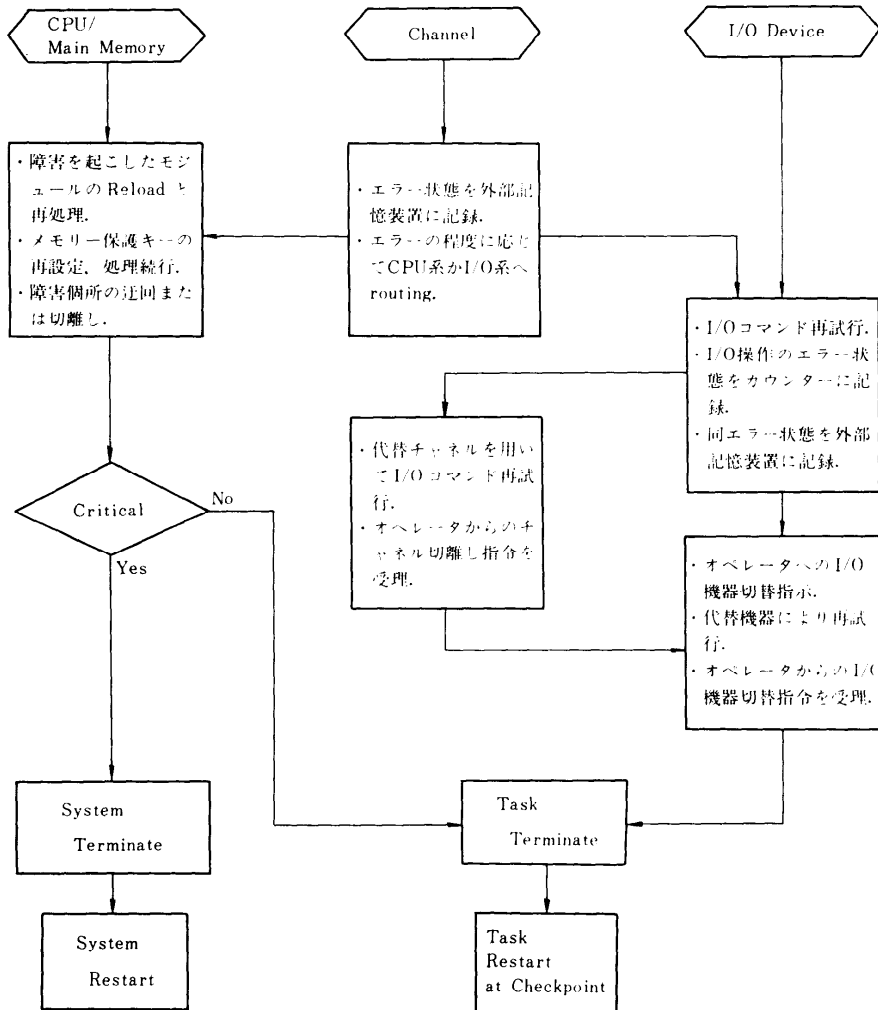 CPU/
Main Memory
Channel
I/O Device
・障害を起こしたモジ
ュールのReloadと
再処理.
・メモリー保護キーの
再設定、処理続行.
・障害個所の迂回また
は切離し.
・エラー状態を外部記
憶装置に記録.
・エラーの程度に応じ
てCPU系かI/O系へ
routing.
・I/Oコマンド再試行.
・I/O操作のエラー状
態をカウンターに記
録.
・同エラー状態を外部
記憶装置に記録.
・代替チャネルを用い
てI/Oコマンド再試
行.
・オペレータからのチ
ャネル切離し指令を
受理.
Critical
No
Yes
・オペレータへのI/O
機器切替指示.
・代替機器により再試
行.
・オペレータからのI/O
機器切替指令を受理.
System
Terminate
Task
Terminate
System
Restart
Task
Restart
at Checkpoint